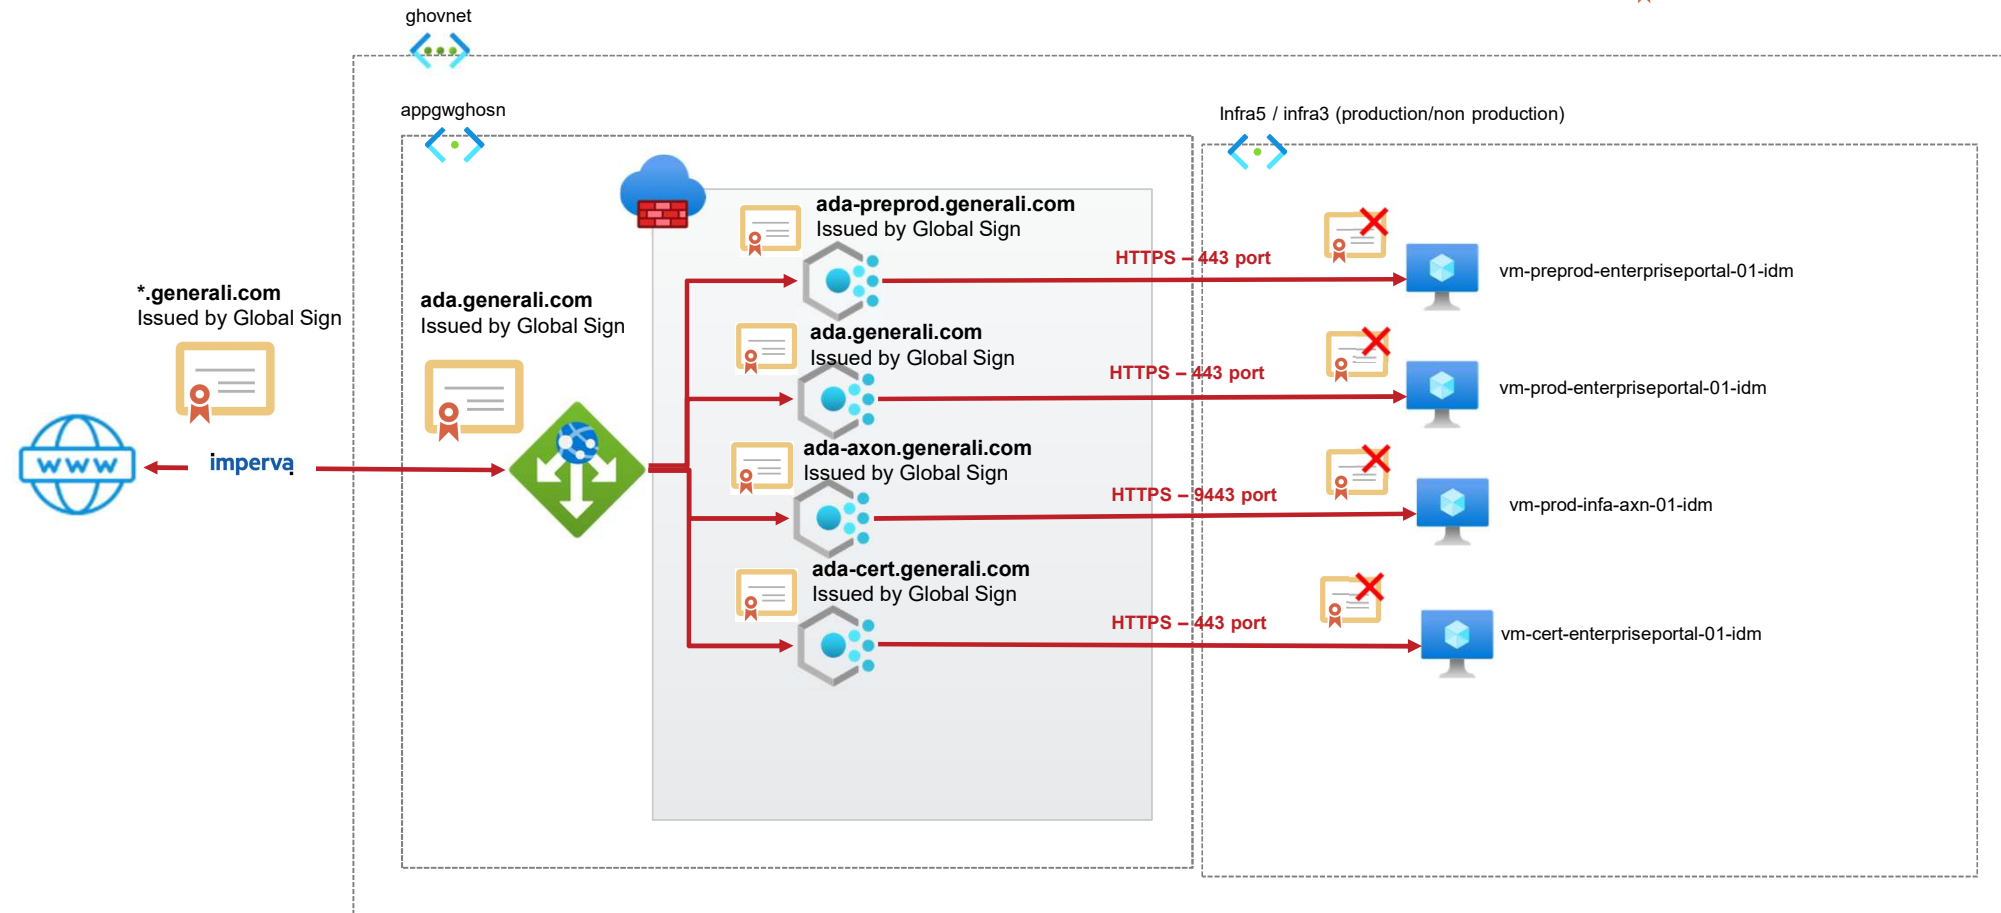 ghovnet
appgwghosn
Infra5 / infra3 (production/non production)
*.generali.com
Issued by Global Sign
www
imperva
ada.generali.com
Issued by Global Sign
ada-preprod.generali.com
Issued by Global Sign
HTTPS – 443 port
vm-preprod-enterpriseportal-01-idm
ada.generali.com
Issued by Global Sign
HTTPS – 443 port
vm-prod-enterpriseportal-01-idm
ada-axon.generali.com
Issued by Global Sign
HTTPS – 9443 port
vm-prod-infa-axn-01-idm
ada-cert.generali.com
Issued by Global Sign
HTTPS – 443 port
vm-cert-enterpriseportal-01-idm